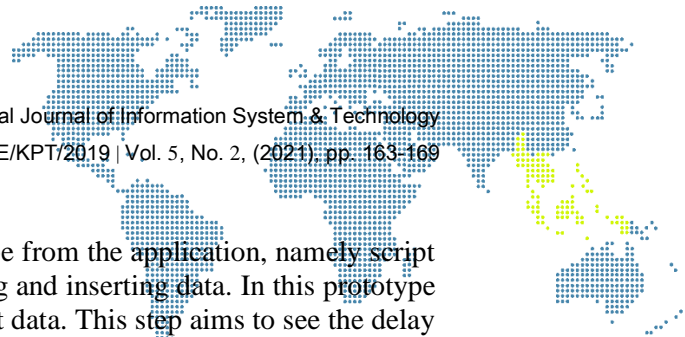 al Journal of Information System & Technology
E/KPT/2019 | Vol. 5, No. 2, (2021), pp. 163-169
e from the application, namely script
g and inserting data. In this prototype
t data. This step aims to see the delay